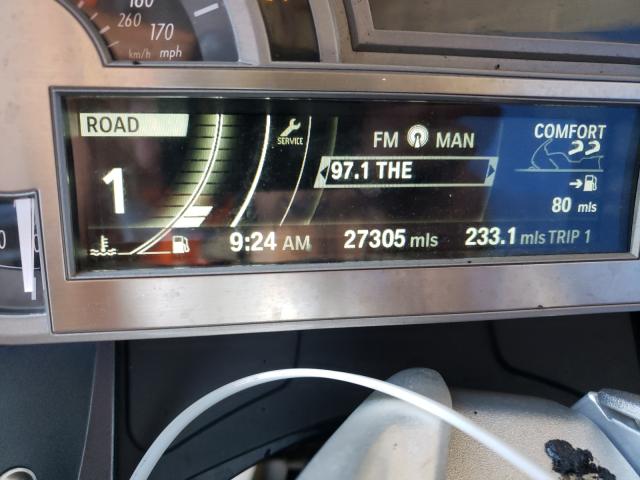 160
260
170
km/h mph
ROAD
SERVICE
FM MAN
COMFORT
1
97.1 THE
80 mls
9:24 AM 27305 mls 233.1 mls TRIP 1